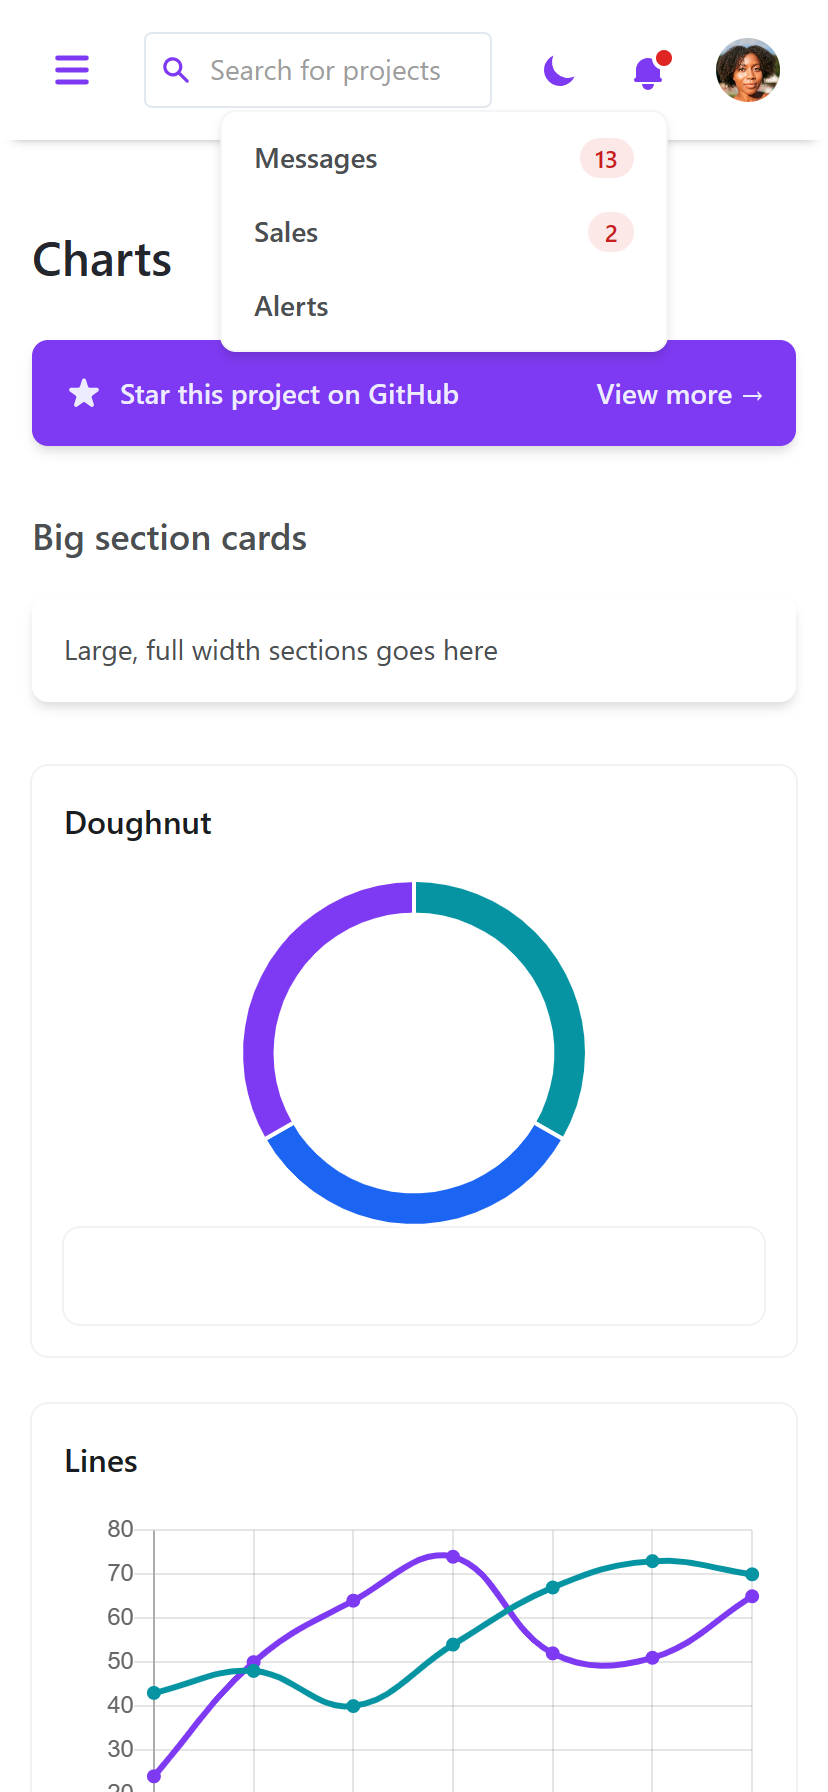 Search for projects
Messages 13
Sales 2
Alerts
Charts
Star this project on GitHub View more →
Big section cards
Large, full width sections goes here
Doughnut
Lines
80
70
60
50
40
30
20